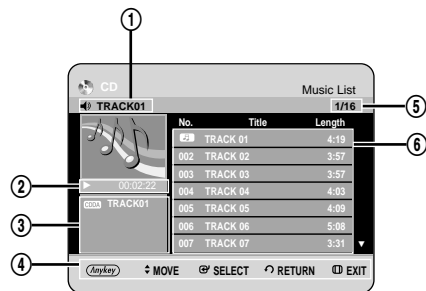 ①
CD
Music List
TRACK01
1/16
⑤
No. Title Length
TRACK 01 4:19
⑥
002 TRACK 02 3:57
②
00:02:22
003 TRACK 03 3:57
③
CDDA TRACK01
004 TRACK 04 4:03
005 TRACK 05 4:09
006 TRACK 06 5:08
007 TRACK 07 3:31
④
Anykey MOVE SELECT RETURN EXIT